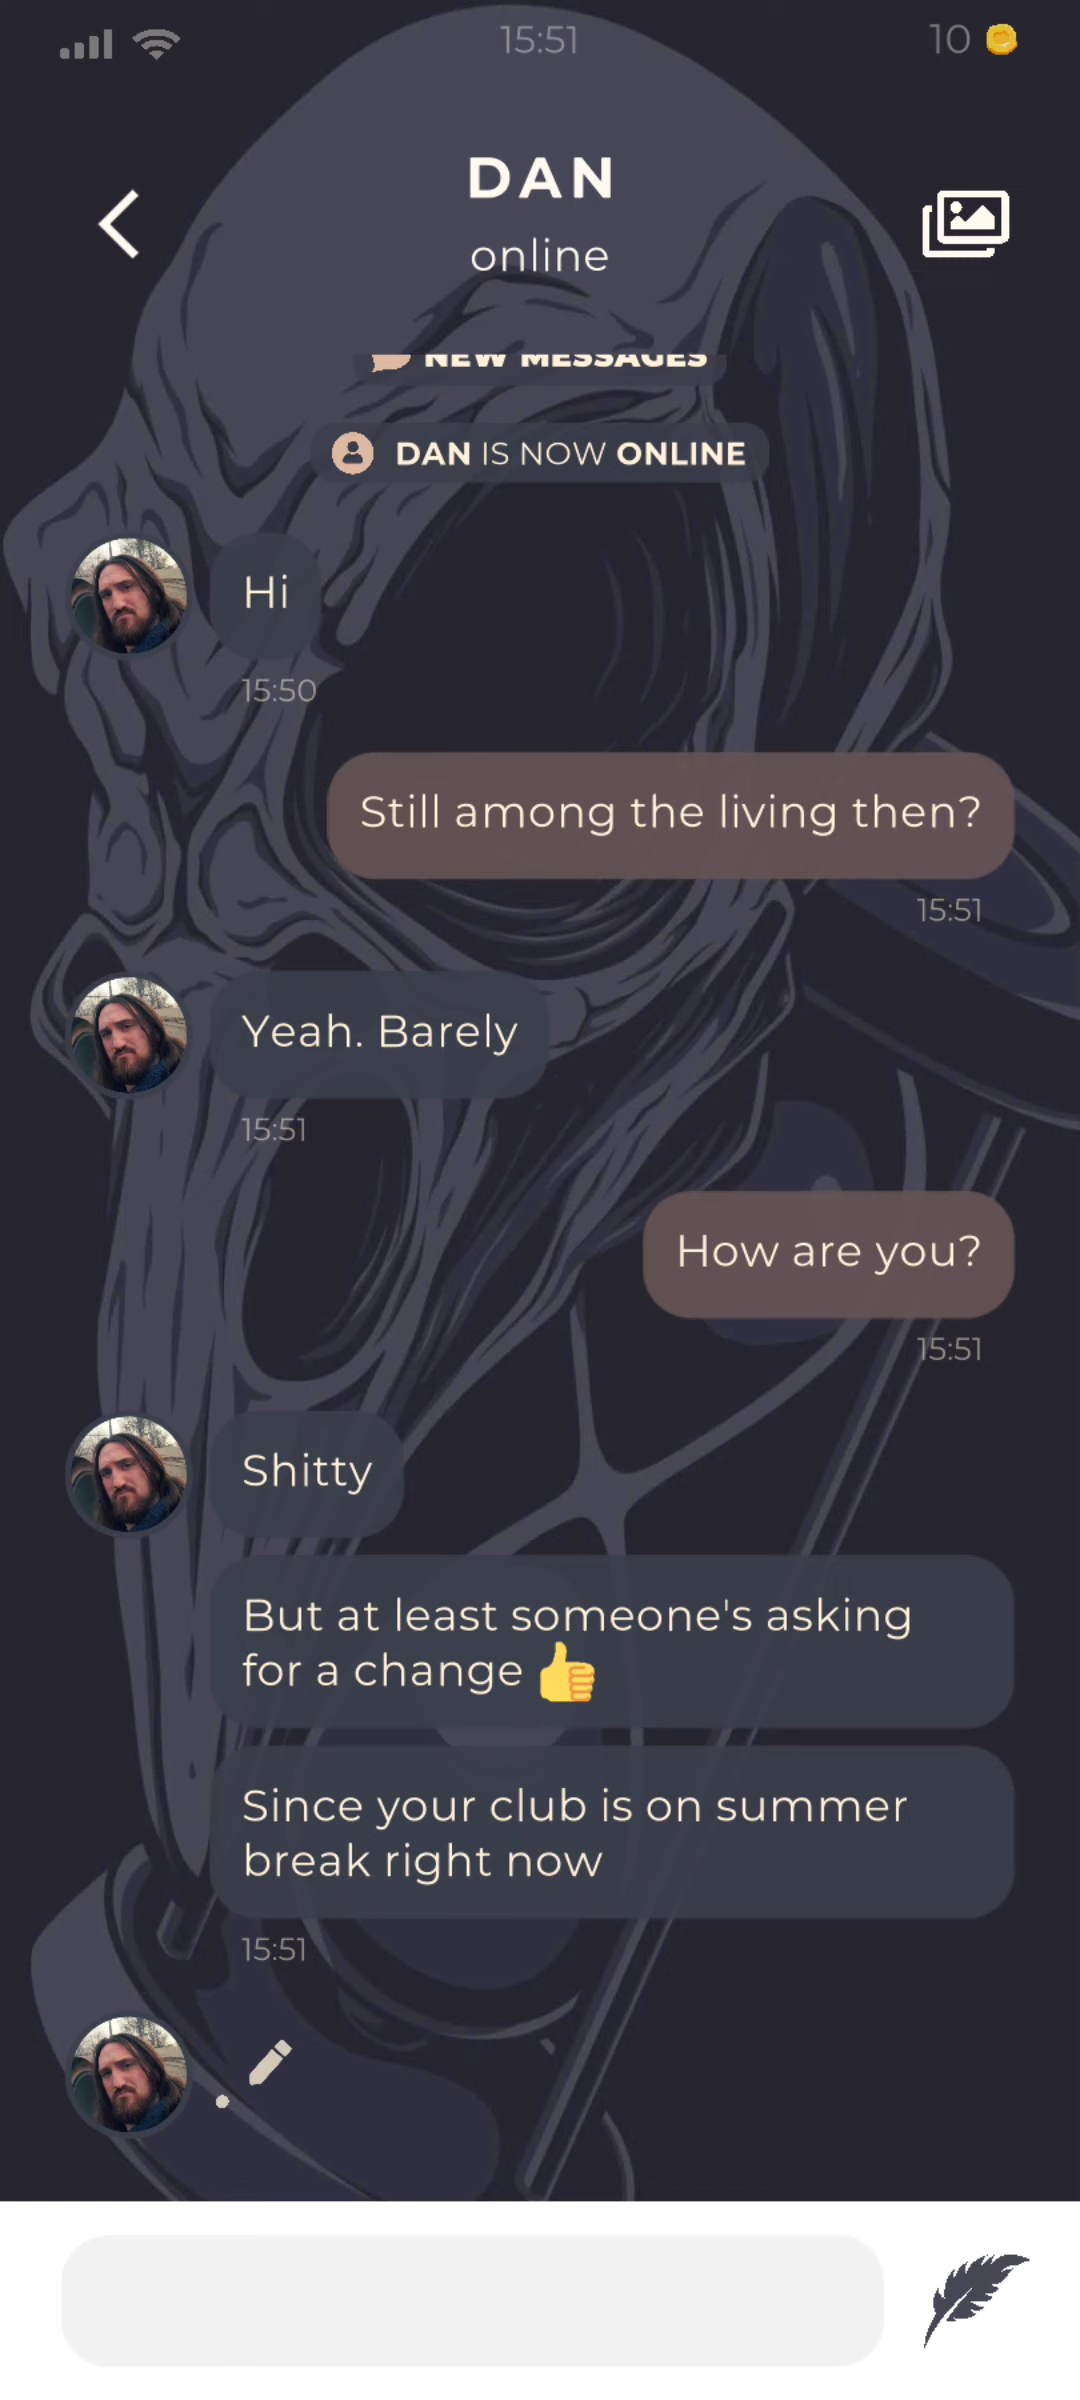 15:51
10
DAN
online
NEW MESSAGES
DAN IS NOW ONLINE
Hi
15:50
Still among the living then?
15:51
Yeah. Barely
15:51
How are you?
15:51
Shitty
But at least someone's asking
for a change 👍
Since your club is on summer
break right now
15:51